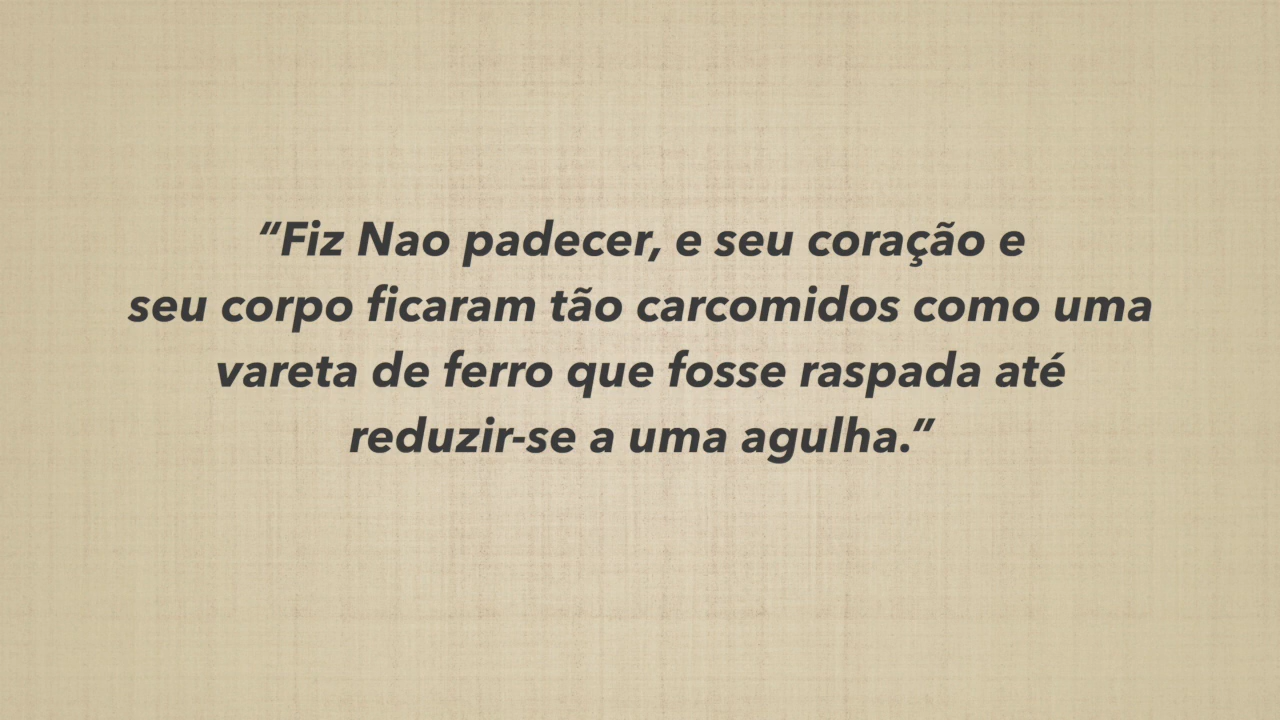 “Fiz Nao padecer, e seu coração e
seu corpo ficaram tão carcomidos como uma
vareta de ferro que fosse raspada até
reduzir-se a uma agulha.”